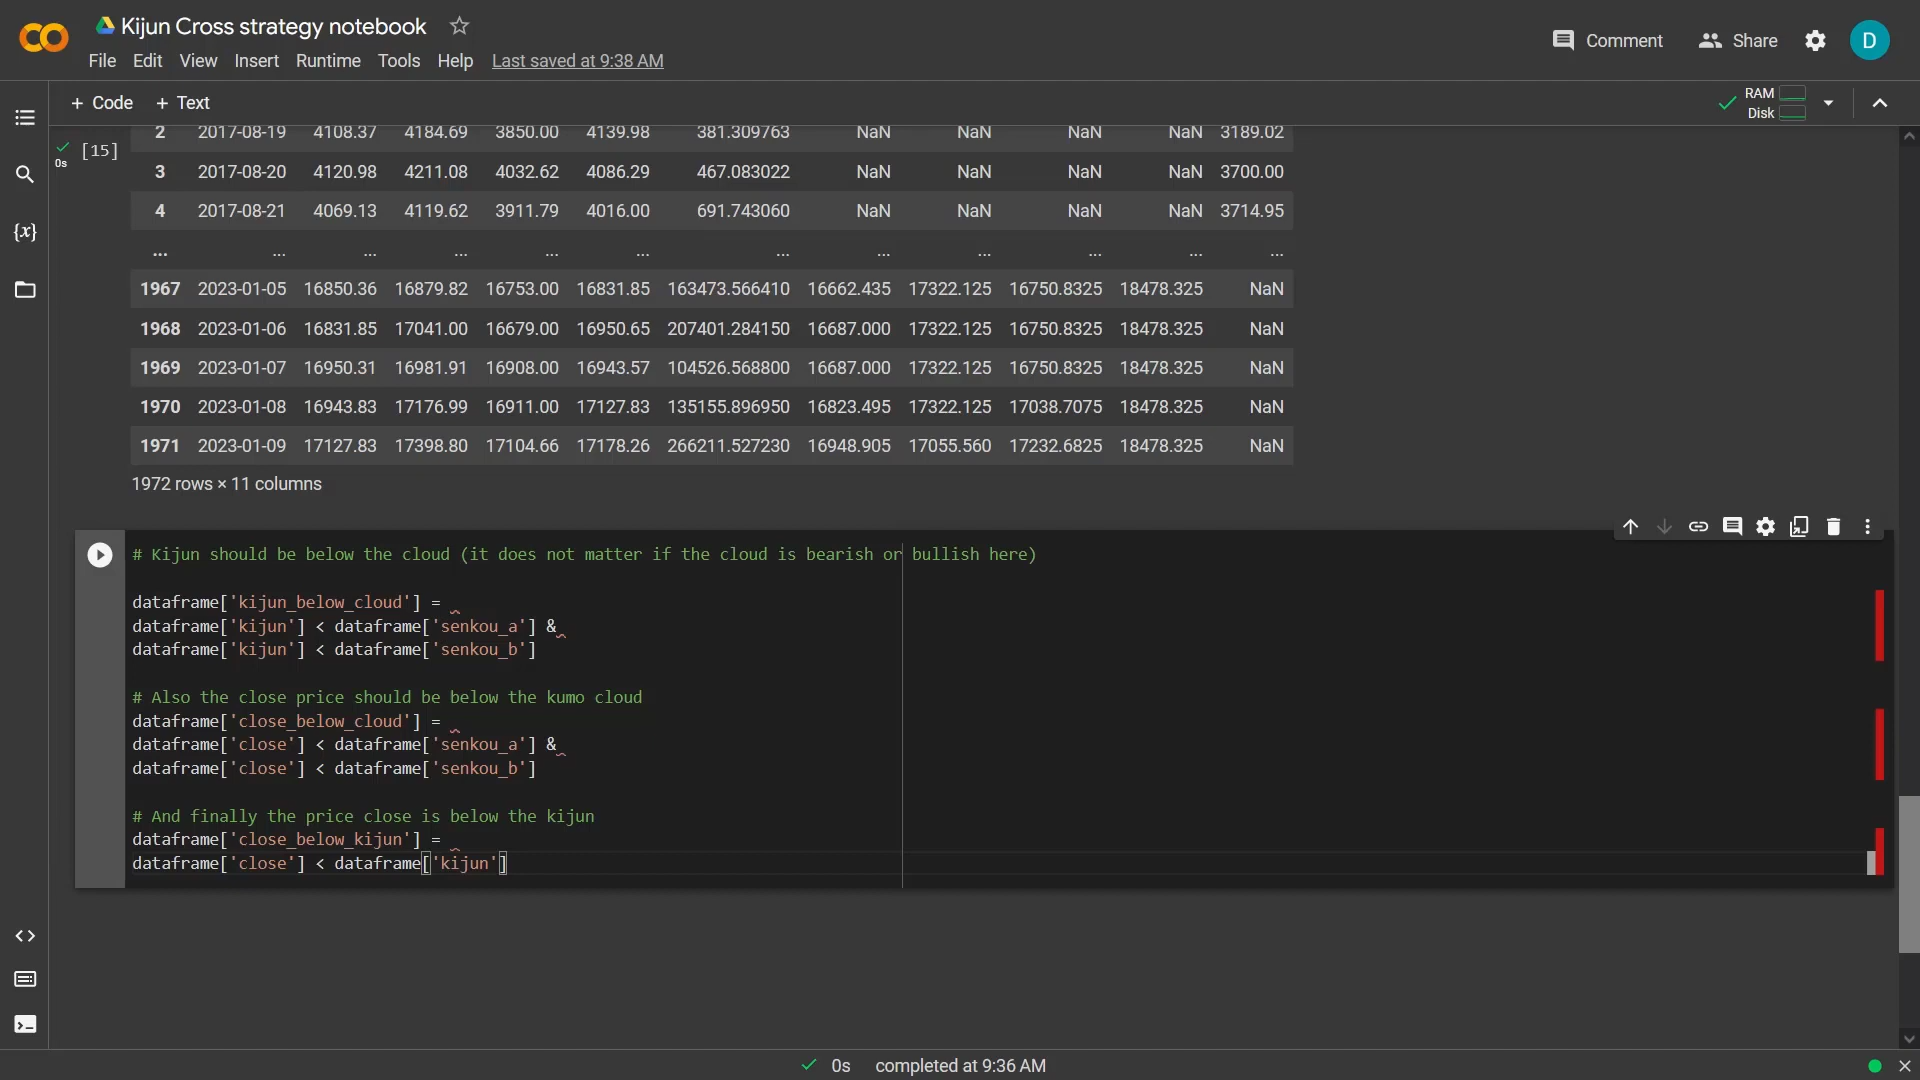 Kijun Cross strategy notebook
File Edit View Insert Runtime Tools Help Last saved at 9:38 AM
Comment Share D
+ Code + Text
RAM
Disk
0s [15]
2 2017-08-19 4108.37 4184.69 3850.00 4139.98 381.309763 NaN NaN NaN NaN 3189.02
3 2017-08-20 4120.98 4211.08 4032.62 4086.29 467.083022 NaN NaN NaN NaN 3700.00
4 2017-08-21 4069.13 4119.62 3911.79 4016.00 691.743060 NaN NaN NaN NaN 3714.95
... ... ... ... ... ... ... ... ... ... ... ...
1967 2023-01-05 16850.36 16879.82 16753.00 16831.85 163473.566410 16662.435 17322.125 16750.8325 18478.325 NaN
1968 2023-01-06 16831.85 17041.00 16679.00 16950.65 207401.284150 16687.000 17322.125 16750.8325 18478.325 NaN
1969 2023-01-07 16950.31 16981.91 16908.00 16943.57 104526.568800 16687.000 17322.125 16750.8325 18478.325 NaN
1970 2023-01-08 16943.83 17176.99 16911.00 17127.83 135155.896950 16823.495 17322.125 17038.7075 18478.325 NaN
1971 2023-01-09 17127.83 17398.80 17104.66 17178.26 266211.527230 16948.905 17055.560 17232.6825 18478.325 NaN
1972 rows × 11 columns
# Kijun should be below the cloud (it does not matter if the cloud is bearish or bullish here)
dataframe['kijun_below_cloud'] =
dataframe['kijun'] < dataframe['senkou_a'] &
dataframe['kijun'] < dataframe['senkou_b']
# Also the close price should be below the kumo cloud
dataframe['close_below_cloud'] =
dataframe['close'] < dataframe['senkou_a'] &
dataframe['close'] < dataframe['senkou_b']
# And finally the price close is below the kijun
dataframe['close_below_kijun'] =
dataframe['close'] < dataframe['kijun']
0s completed at 9:36 AM